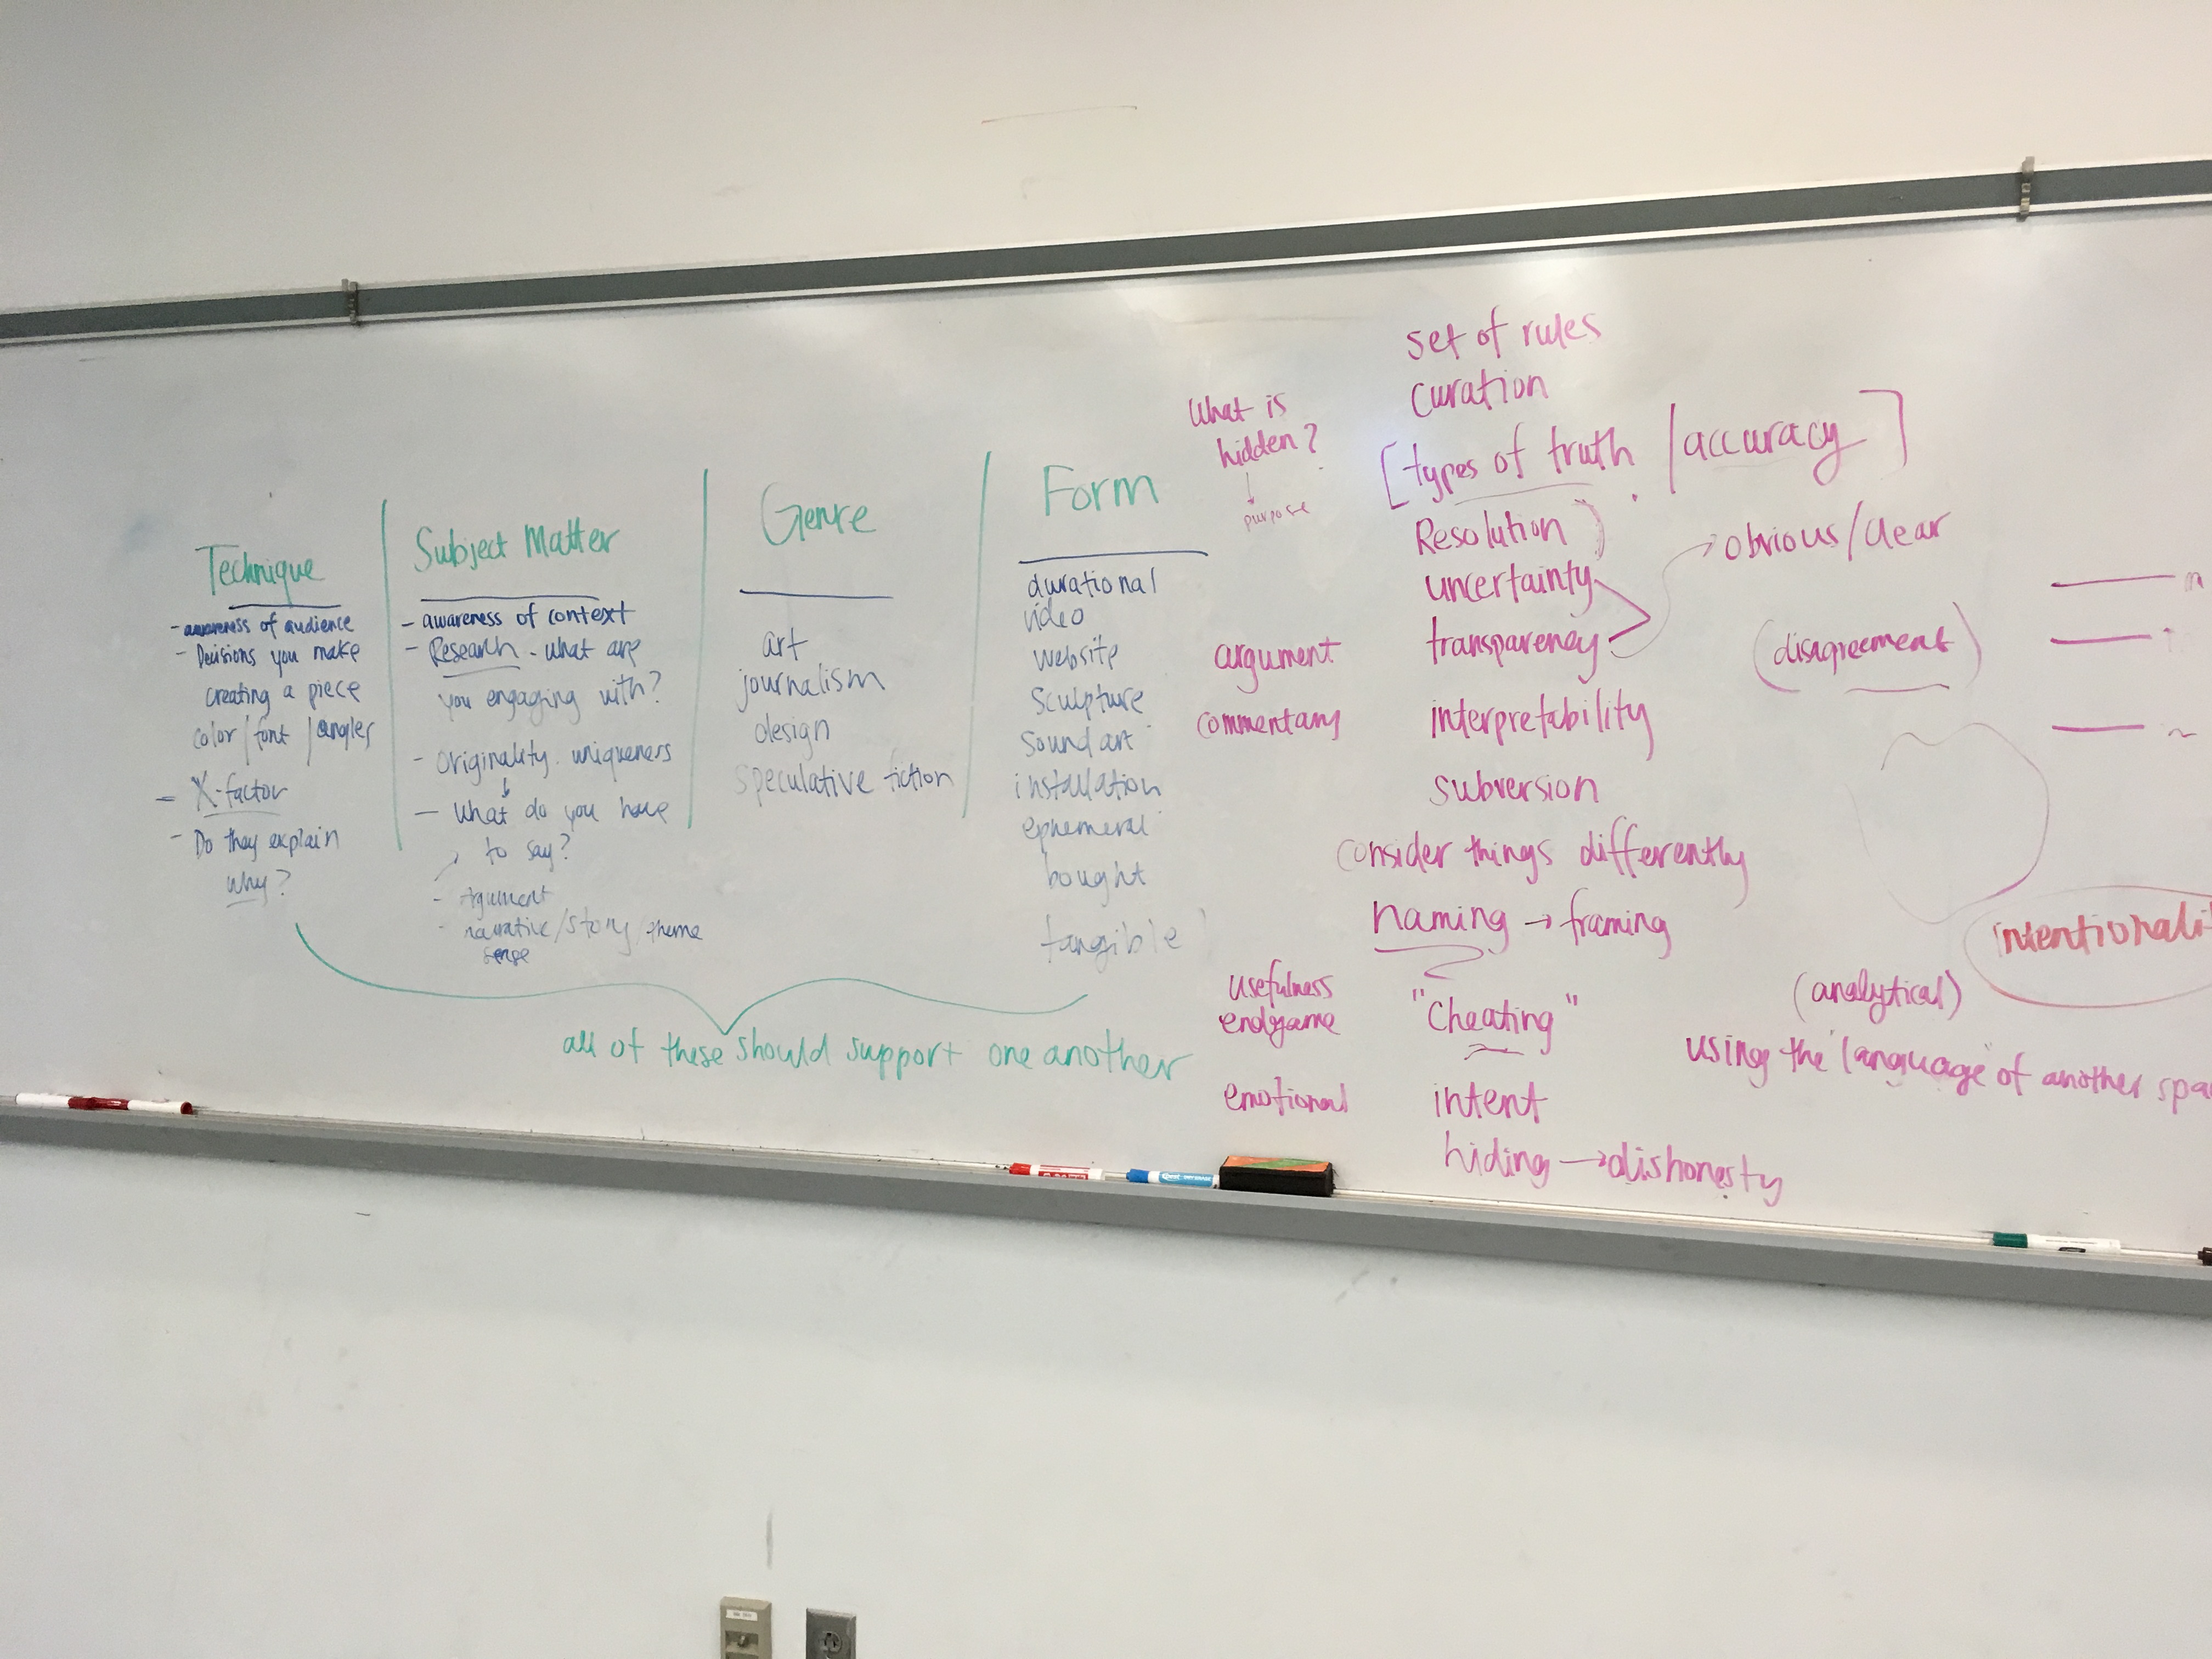 Technique
- awareness of audience
- Decisions you make
creating a piece
color/font/angles
- X-factor
- Do they explain
why?
Subject Matter
- awareness of context
- Research - what are
you engaging with?
- originality. uniqueness
- What do you have
to say?
- Argument
- narrative/story/theme
sense
Genre
art
journalism
design
speculative fiction
Form
durational
video
website
sculpture
sound art
installation
ephemeral
bought
tangible
all of these should support one another
What is
hidden?
purpose
argument
commentary
usefulness
endgame
emotional
set of rules
curation
[types of truth /accuracy]
Resolution
uncertainty
transparency
interpretability
subversion
consider things differently
naming → framing
"Cheating"
intent
hiding → dishonesty
obvious/clear
(disagreement)
intentionali
(analytical)
using the "language" of another spa